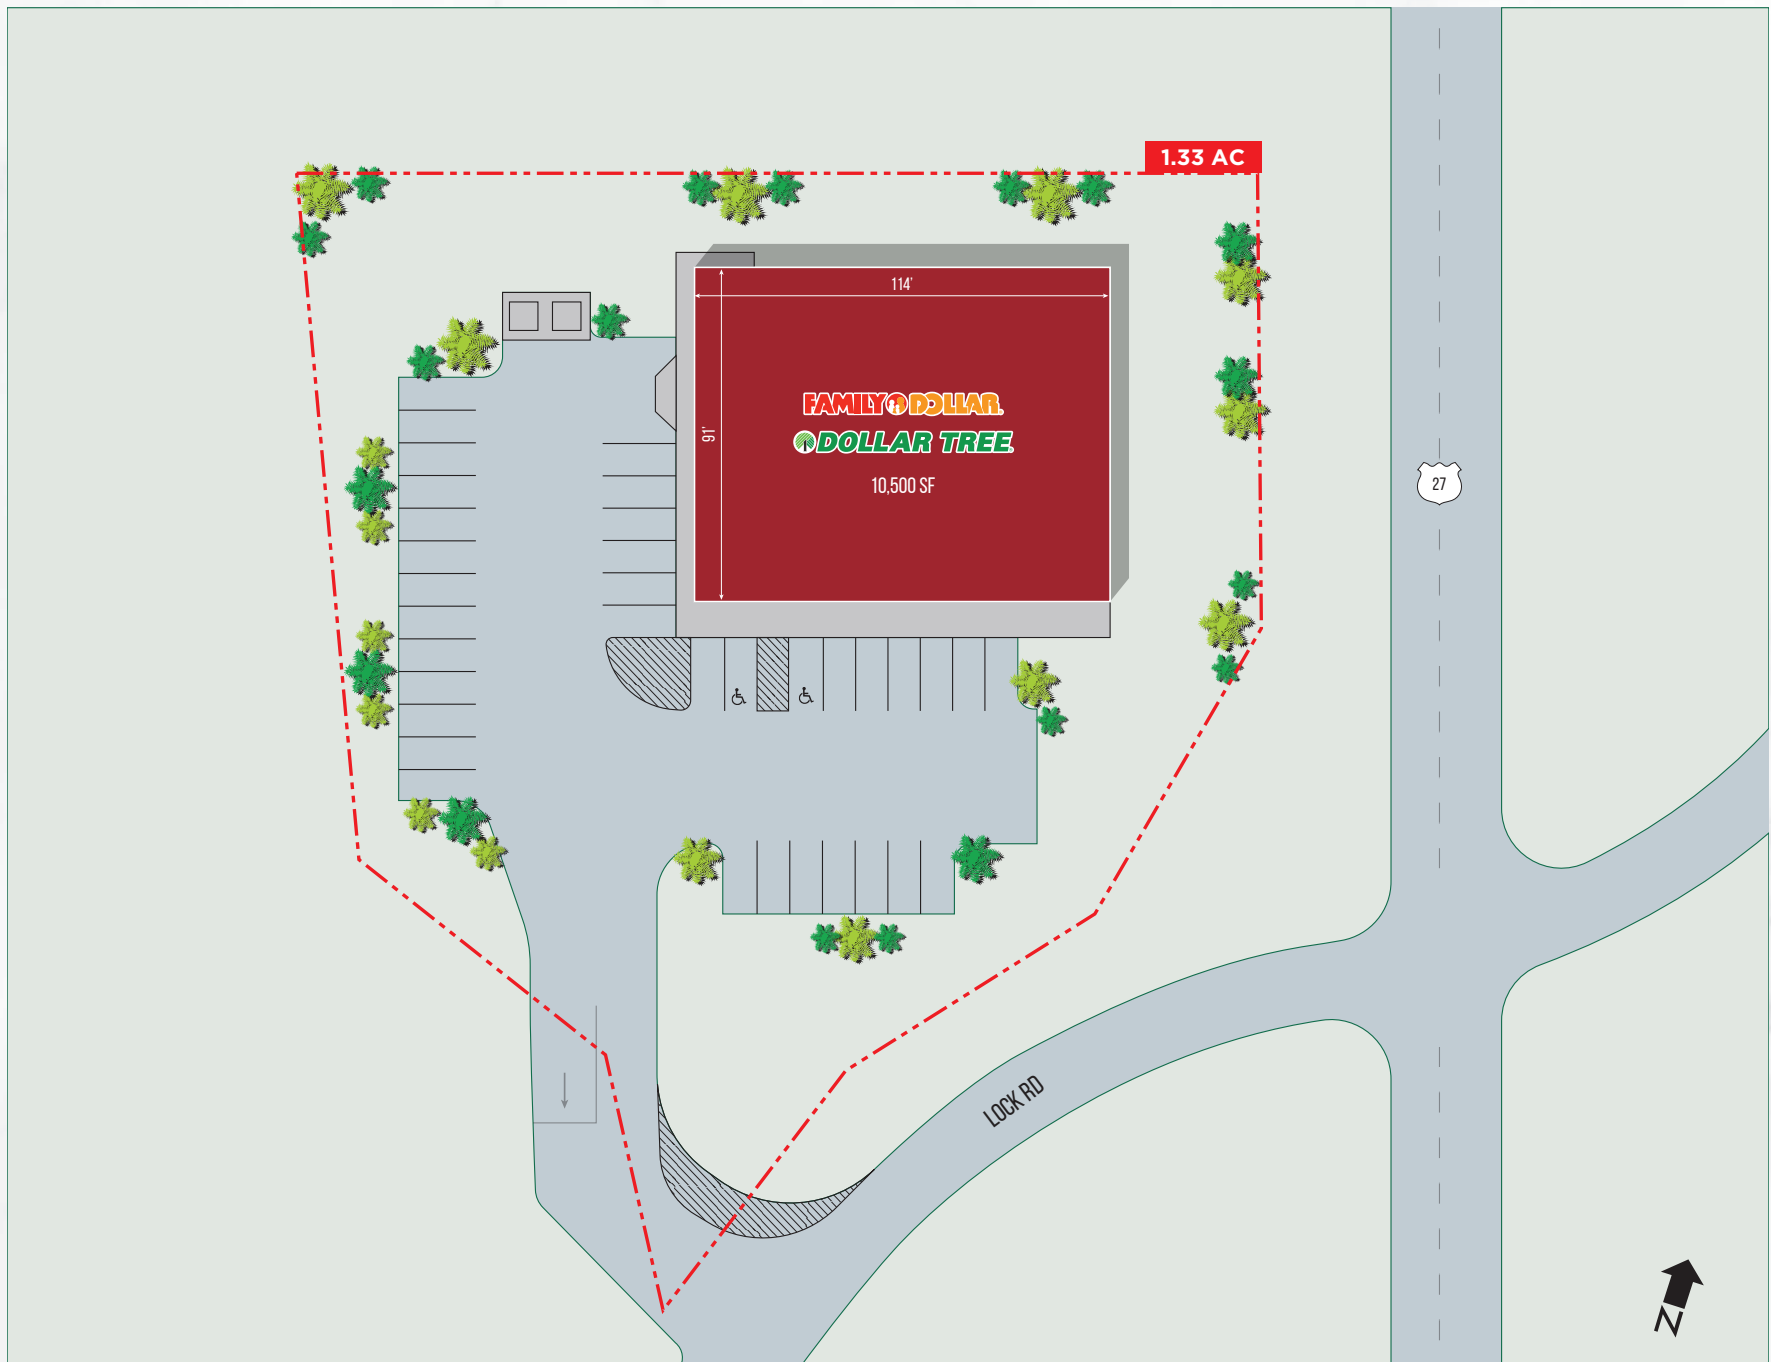 1.33 AC
114'
91'
FAMILY DOLLAR
DOLLAR TREE
10,500 SF
27
LOCK RD
N